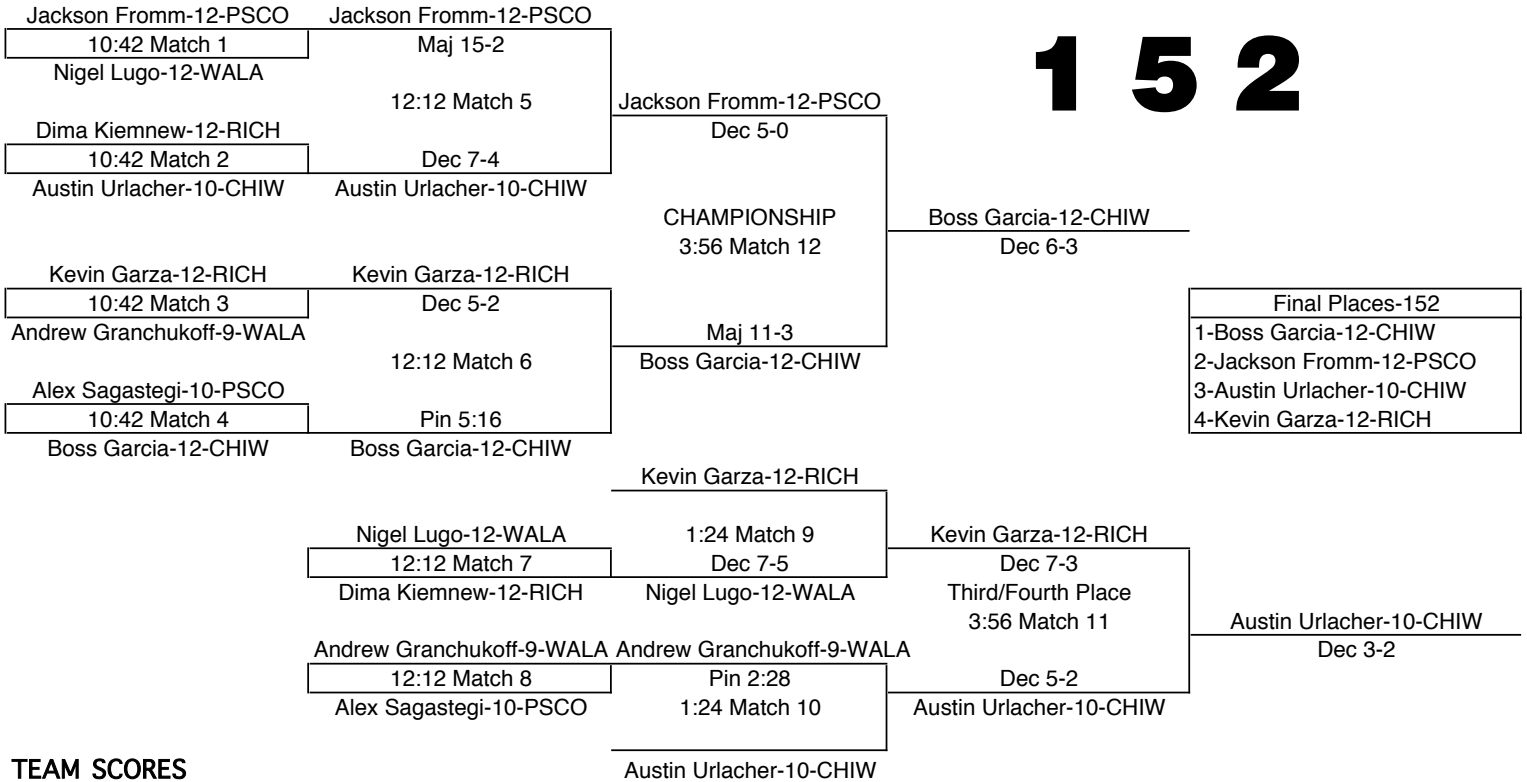 Jackson Fromm-12-PSCO Jackson Fromm-12-PSCO
10:42 Match 1 Maj 15-2
Nigel Lugo-12-WALA
1 5 2
12:12 Match 5 Jackson Fromm-12-PSCO
Dima Kiemnew-12-RICH Dec 5-0
10:42 Match 2 Dec 7-4
Austin Urlacher-10-CHIW Austin Urlacher-10-CHIW
CHAMPIONSHIP Boss Garcia-12-CHIW
3:56 Match 12 Dec 6-3
Kevin Garza-12-RICH Kevin Garza-12-RICH
10:42 Match 3 Dec 5-2 Final Places-152
Andrew Granchukoff-9-WALA Maj 11-3 1-Boss Garcia-12-CHIW
12:12 Match 6 Boss Garcia-12-CHIW 2-Jackson Fromm-12-PSCO
Alex Sagastegi-10-PSCO 3-Austin Urlacher-10-CHIW
10:42 Match 4 Pin 5:16 4-Kevin Garza-12-RICH
Boss Garcia-12-CHIW Boss Garcia-12-CHIW
Kevin Garza-12-RICH
Nigel Lugo-12-WALA 1:24 Match 9 Kevin Garza-12-RICH
12:12 Match 7 Dec 7-5 Dec 7-3
Dima Kiemnew-12-RICH Nigel Lugo-12-WALA Third/Fourth Place
3:56 Match 11 Austin Urlacher-10-CHIW
Andrew Granchukoff-9-WALA Andrew Granchukoff-9-WALA Dec 3-2
12:12 Match 8 Pin 2:28 Dec 5-2
Alex Sagastegi-10-PSCO 1:24 Match 10 Austin Urlacher-10-CHIW
TEAM SCORES Austin Urlacher-10-CHIW